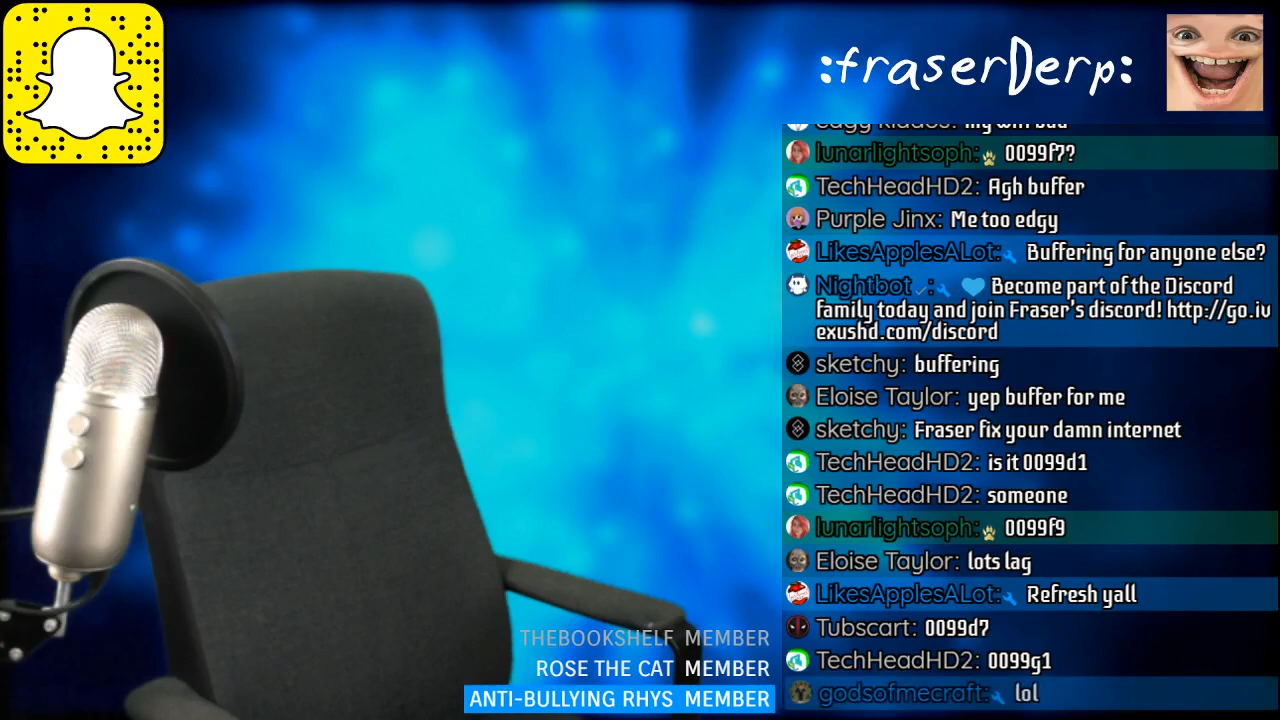 :fraserDerp:
lunarlightsoph: 0099f7?
TechHeadHD2: Agh buffer
Purple Jinx: Me too edgy
LikesApplesALot: Buffering for anyone else?
Nightbot : Become part of the Discord
family today and join Fraser's discord! http://go.iv
exushd.com/discord
sketchy: buffering
Eloise Taylor: yep buffer for me
sketchy: Fraser fix your damn internet
TechHeadHD2: is it 0099d1
TechHeadHD2: someone
lunarlightsoph: 0099f9
Eloise Taylor: lots lag
LikesApplesALot: Refresh yall
Tubscart: 0099d7
TechHeadHD2: 0099g1
godsofmecraft: lol
THEBOOKSHELF MEMBER
ROSE THE CAT MEMBER
ANTI-BULLYING RHYS MEMBER